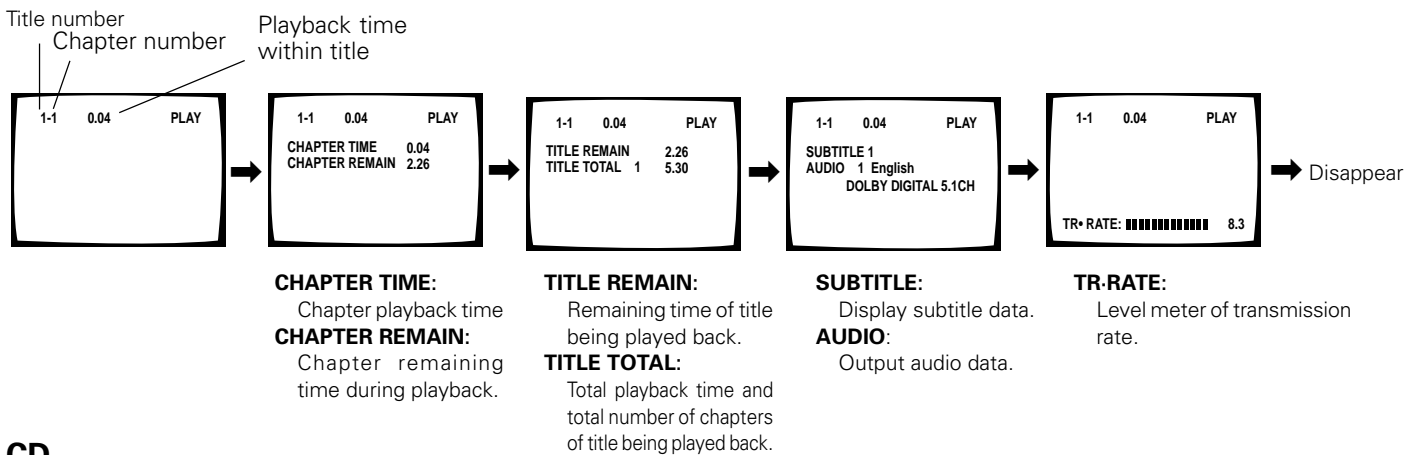 Title number
Chapter number
Playback time
within title
1-1 0.04 PLAY
1-1 0.04 PLAY
CHAPTER TIME 0.04
CHAPTER REMAIN 2.26
1-1 0.04 PLAY
TITLE REMAIN 2.26
TITLE TOTAL 1 5.30
1-1 0.04 PLAY
SUBTITLE 1
AUDIO 1 English
DOLBY DIGITAL 5.1CH
1-1 0.04 PLAY
TR• RATE: 8.3
Disappear
CHAPTER TIME:
Chapter playback time
CHAPTER REMAIN:
Chapter remaining
time during playback.
TITLE REMAIN:
Remaining time of title
being played back.
TITLE TOTAL:
Total playback time and
total number of chapters
of title being played back.
SUBTITLE:
Display subtitle data.
AUDIO:
Output audio data.
TR·RATE:
Level meter of transmission
rate.
CD